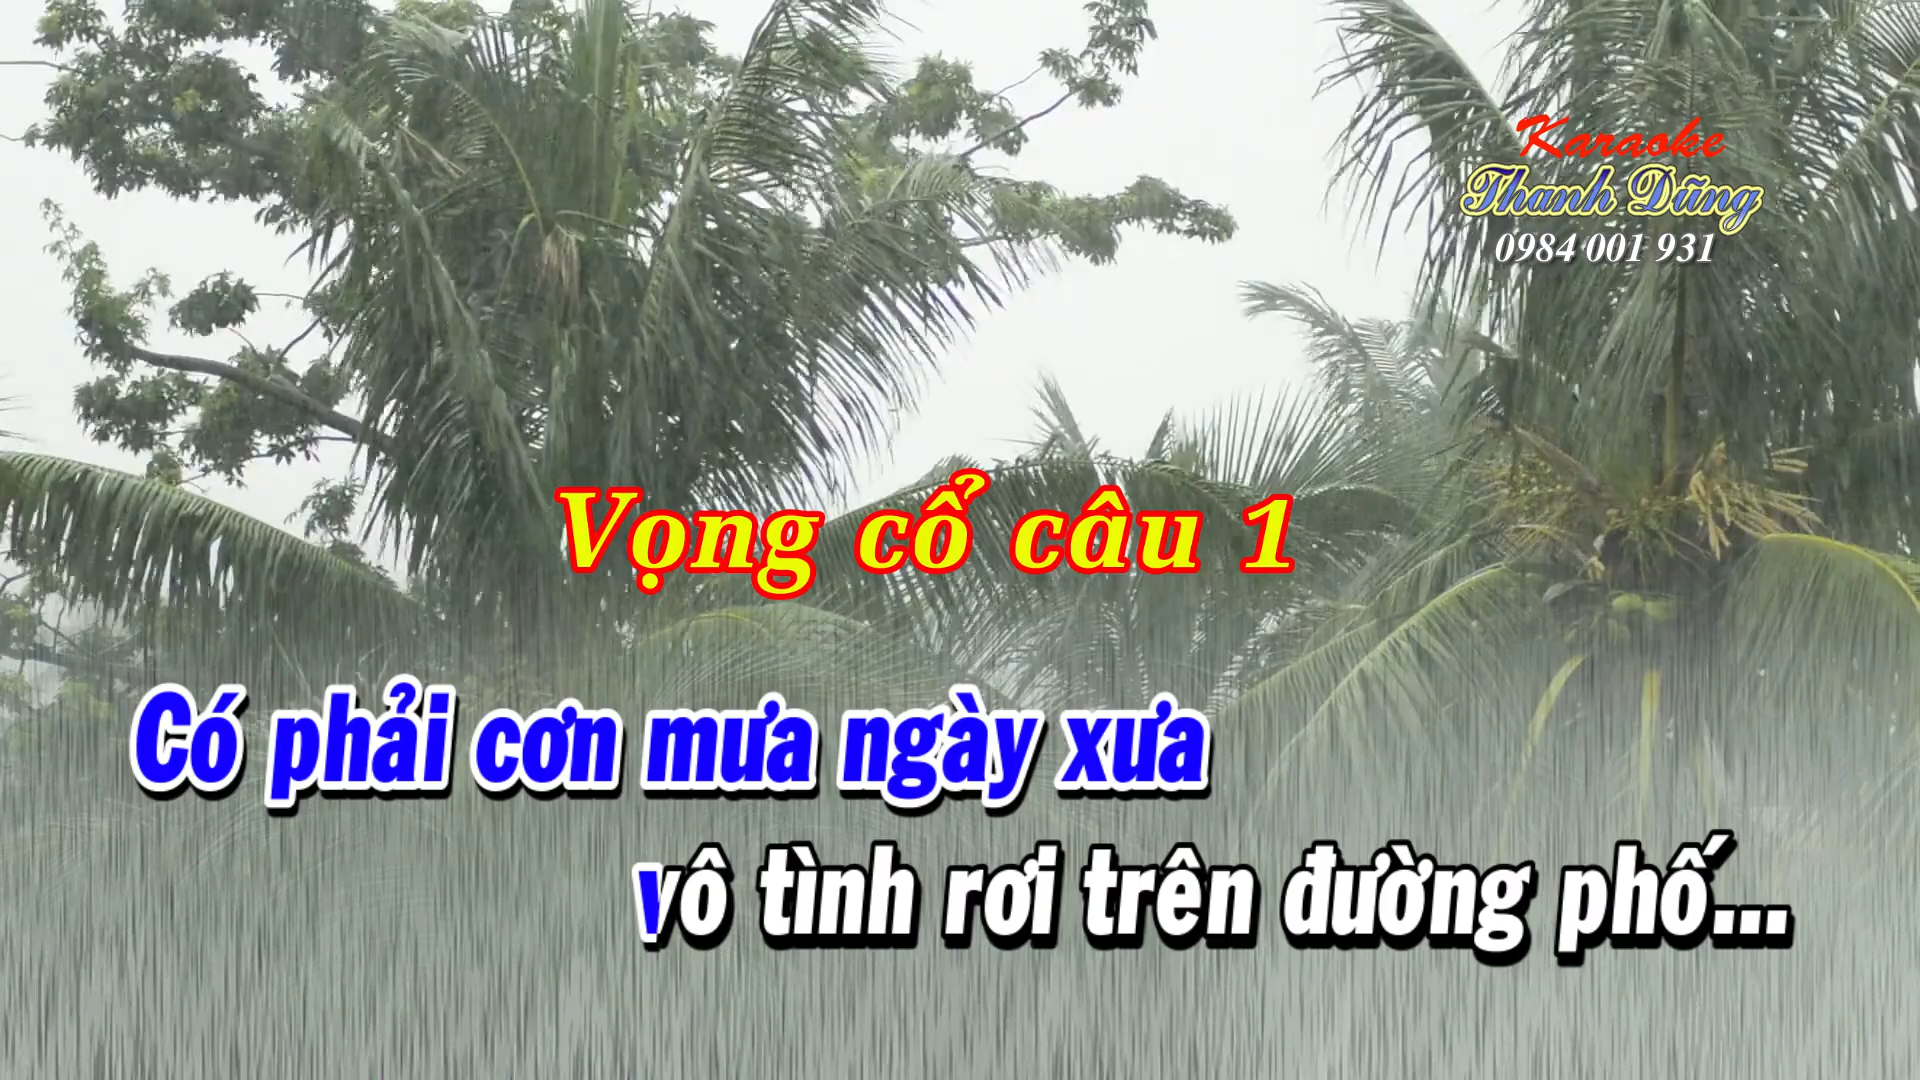 Karaoke
Thanh Dũng
0984 001 931
Vọng cổ câu 1
Có phải cơn mưa ngày xưa
vô tình rơi trên đường phố...